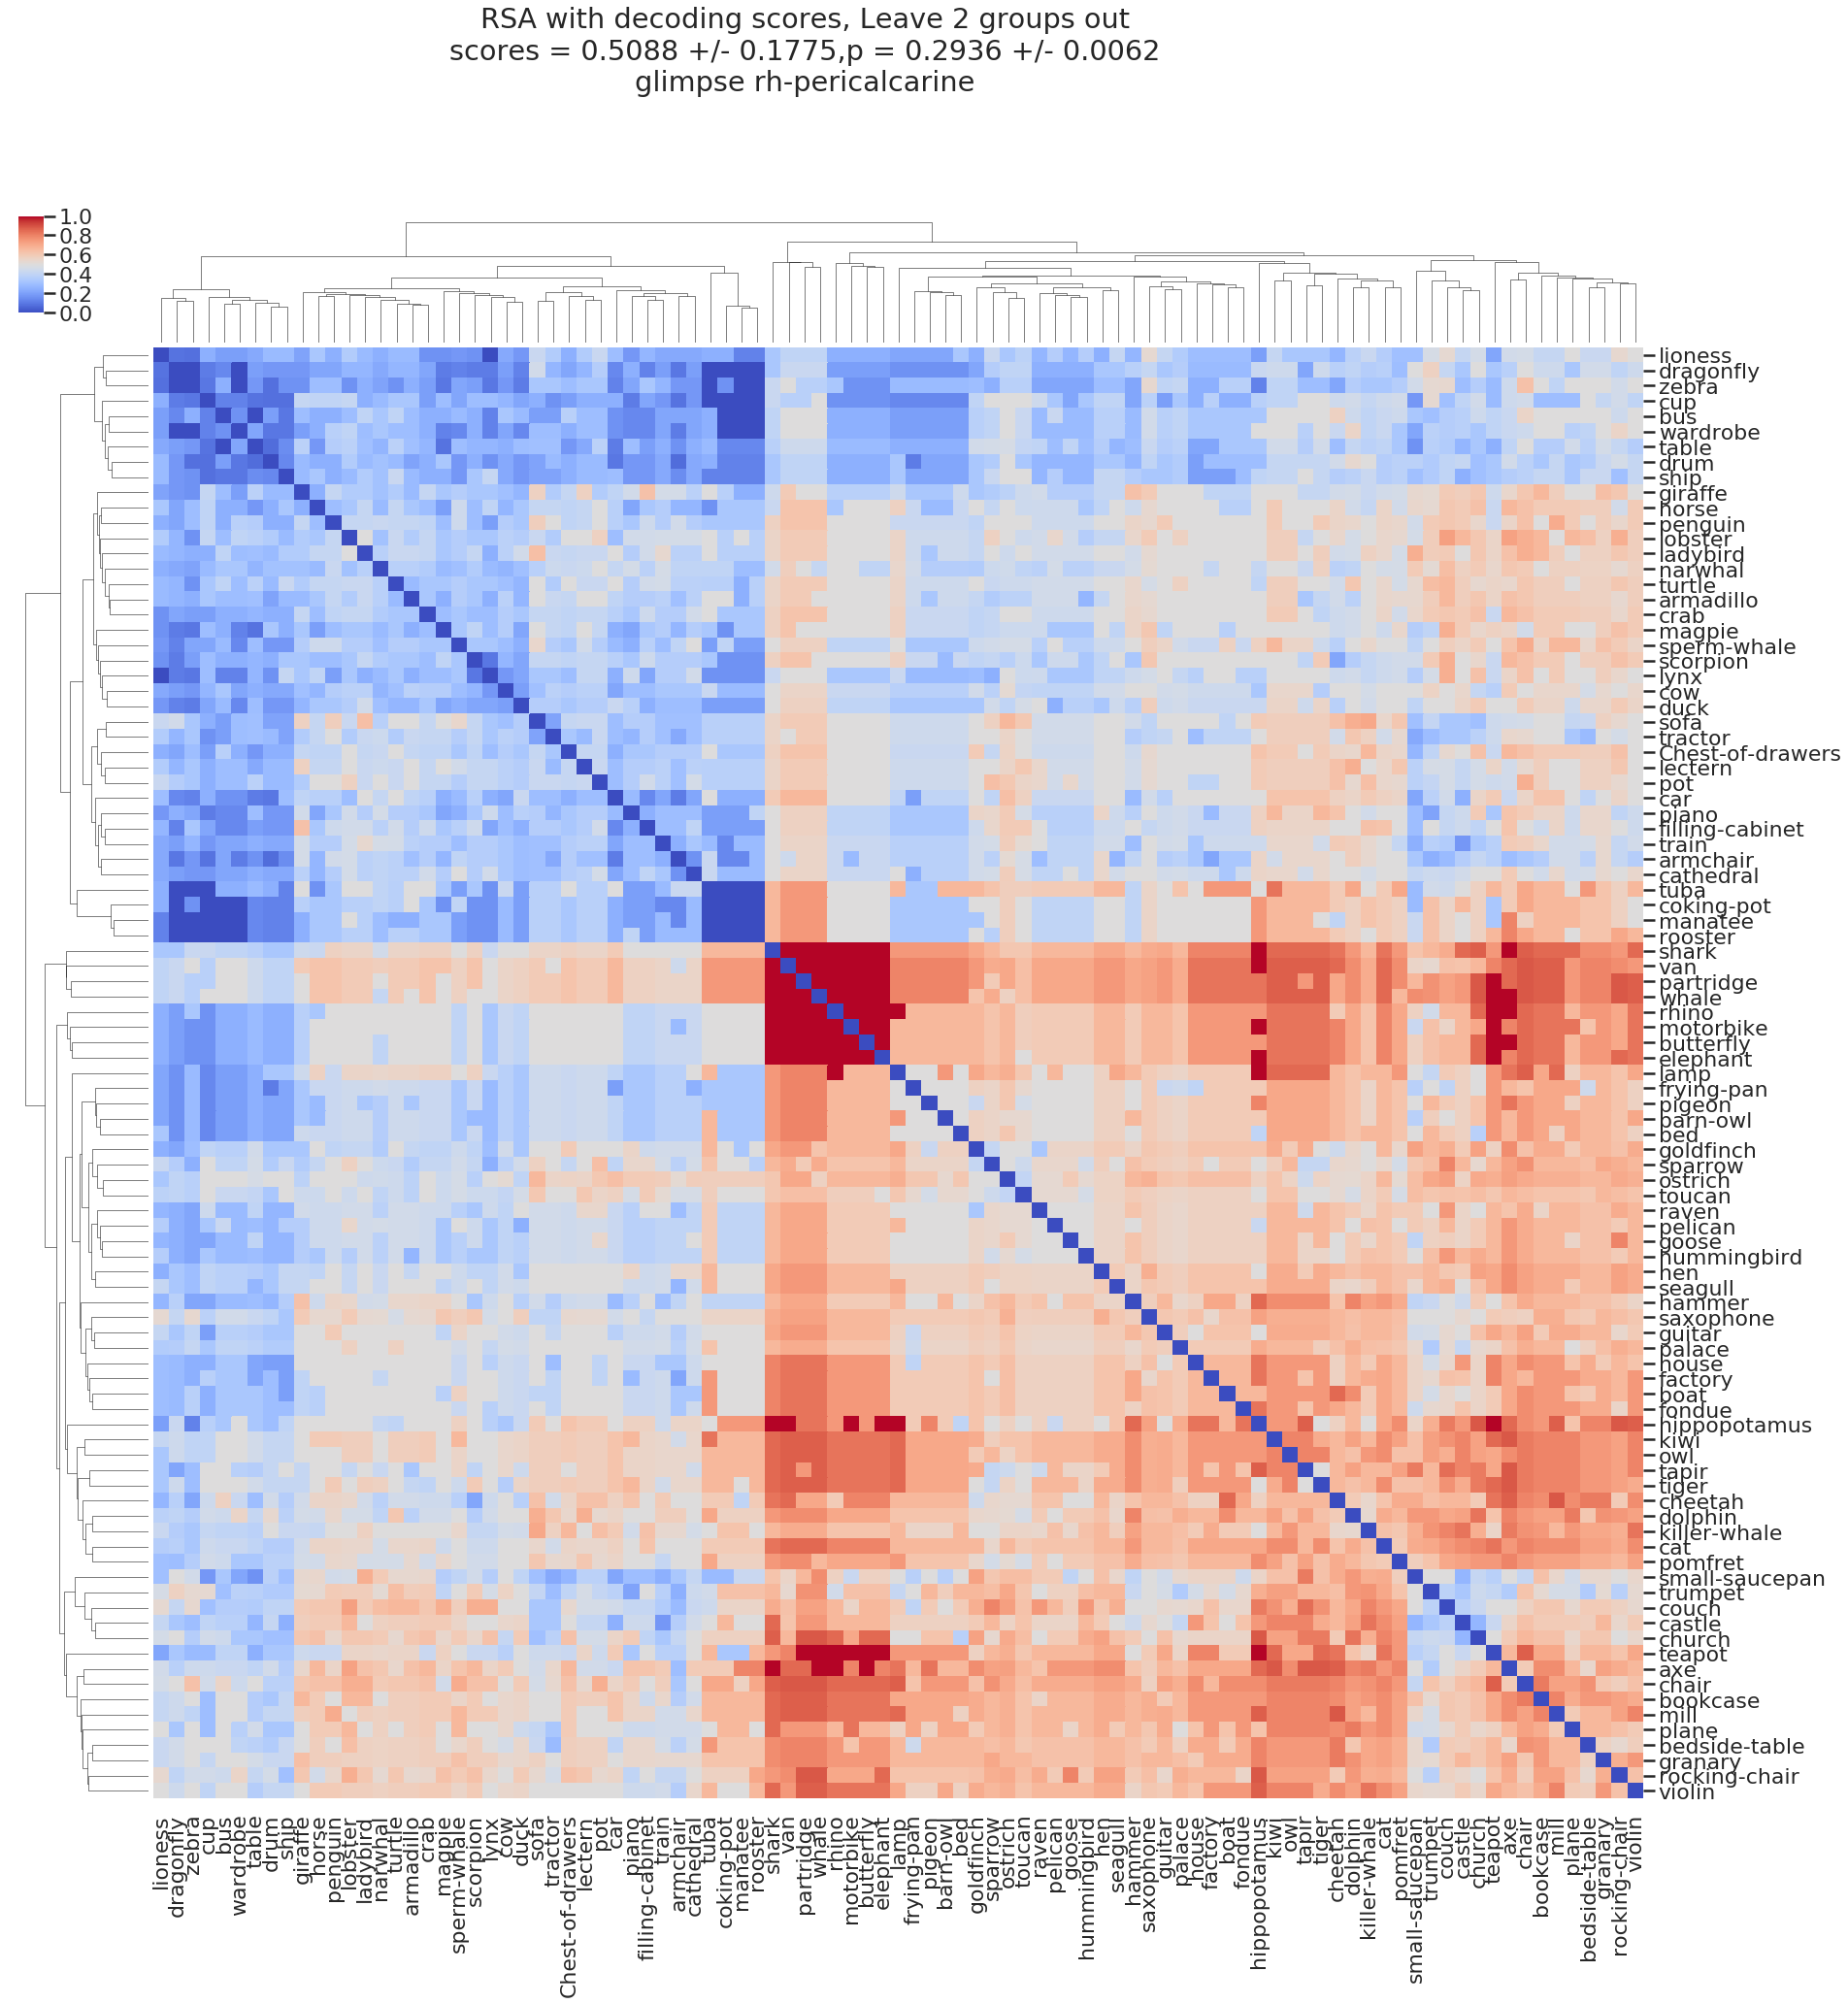 RSA with decoding scores, Leave 2 groups out
scores = 0.5088 +/- 0.1775,p = 0.2936 +/- 0.0062
glimpse rh-pericalcarine
1.0
0.8
0.6
0.4
0.2
0.0
lioness
dragonfly
zebra
cup
bus
wardrobe
table
drum
ship
giraffe
horse
penguin
lobster
ladybird
narwhal
turtle
armadillo
crab
magpie
sperm-whale
scorpion
lynx
cow
duck
sofa
tractor
Chest-of-drawers
lectern
pot
car
piano
filling-cabinet
train
armchair
cathedral
tuba
coking-pot
manatee
rooster
shark
van
partridge
whale
rhino
motorbike
butterfly
elephant
lamp
frying-pan
pigeon
barn-owl
bed
goldfinch
sparrow
ostrich
toucan
raven
pelican
goose
hummingbird
hen
seagull
hammer
saxophone
guitar
palace
house
factory
boat
fondue
hippopotamus
kiwi
owl
tapir
tiger
cheetah
dolphin
killer-whale
cat
pomfret
small-saucepan
trumpet
couch
castle
church
teapot
axe
chair
bookcase
mill
plane
bedside-table
granary
rocking-chair
violin
lioness
dragonfly
zebra
cup
bus
wardrobe
table
drum
ship
giraffe
horse
penguin
lobster
ladybird
narwhal
turtle
armadillo
crab
magpie
sperm-whale
scorpion
lynx
cow
duck
sofa
tractor
Chest-of-drawers
lectern
pot
car
piano
filling-cabinet
train
armchair
cathedral
tuba
coking-pot
manatee
rooster
shark
van
partridge
whale
rhino
motorbike
butterfly
elephant
lamp
frying-pan
pigeon
barn-owl
bed
goldfinch
sparrow
ostrich
toucan
raven
pelican
goose
hummingbird
hen
seagull
hammer
saxophone
guitar
palace
house
factory
boat
fondue
hippopotamus
kiwi
owl
tapir
tiger
cheetah
dolphin
killer-whale
cat
pomfret
small-saucepan
trumpet
couch
castle
church
teapot
axe
chair
bookcase
mill
plane
bedside-table
granary
rocking-chair
violin